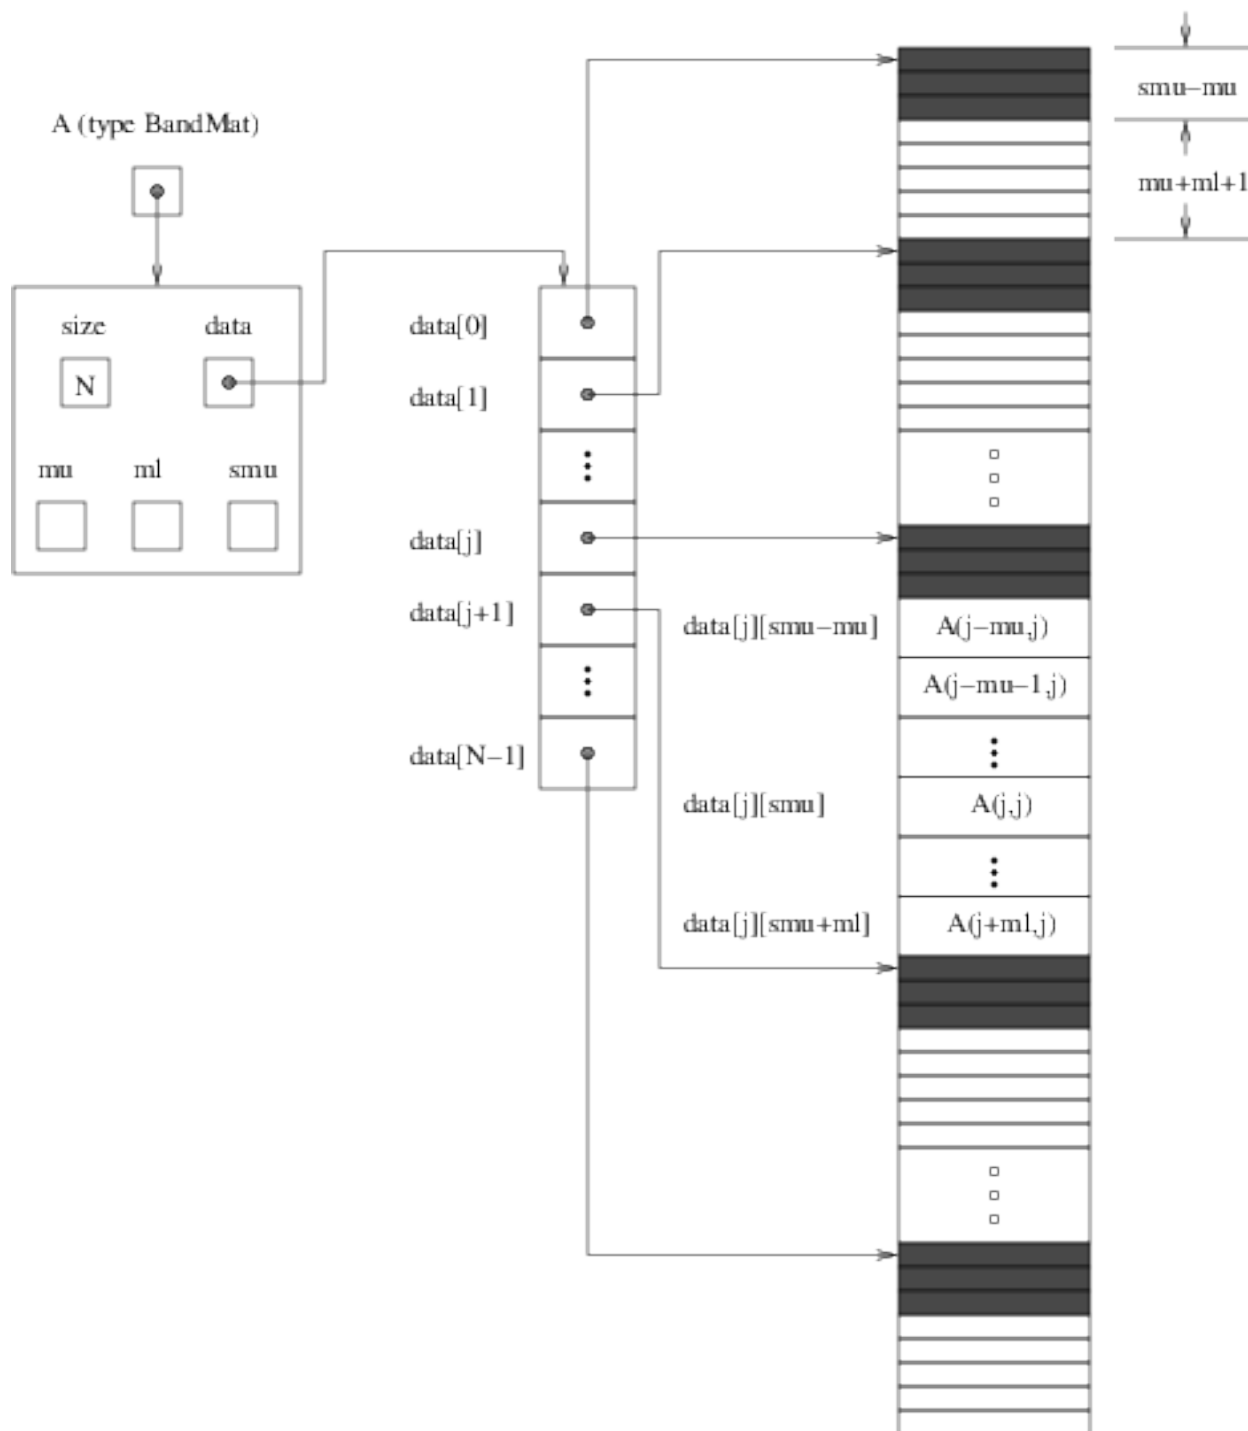 smu−mu
A (type BandMat)
mu+ml+1
size data
data[0]
N
data[1]
mu ml smu
data[j]
data[j+1]
data[j][smu−mu] A(j−mu,j)
A(j−mu−1,j)
data[N−1]
data[j][smu] A(j,j)
data[j][smu+ml] A(j+ml,j)